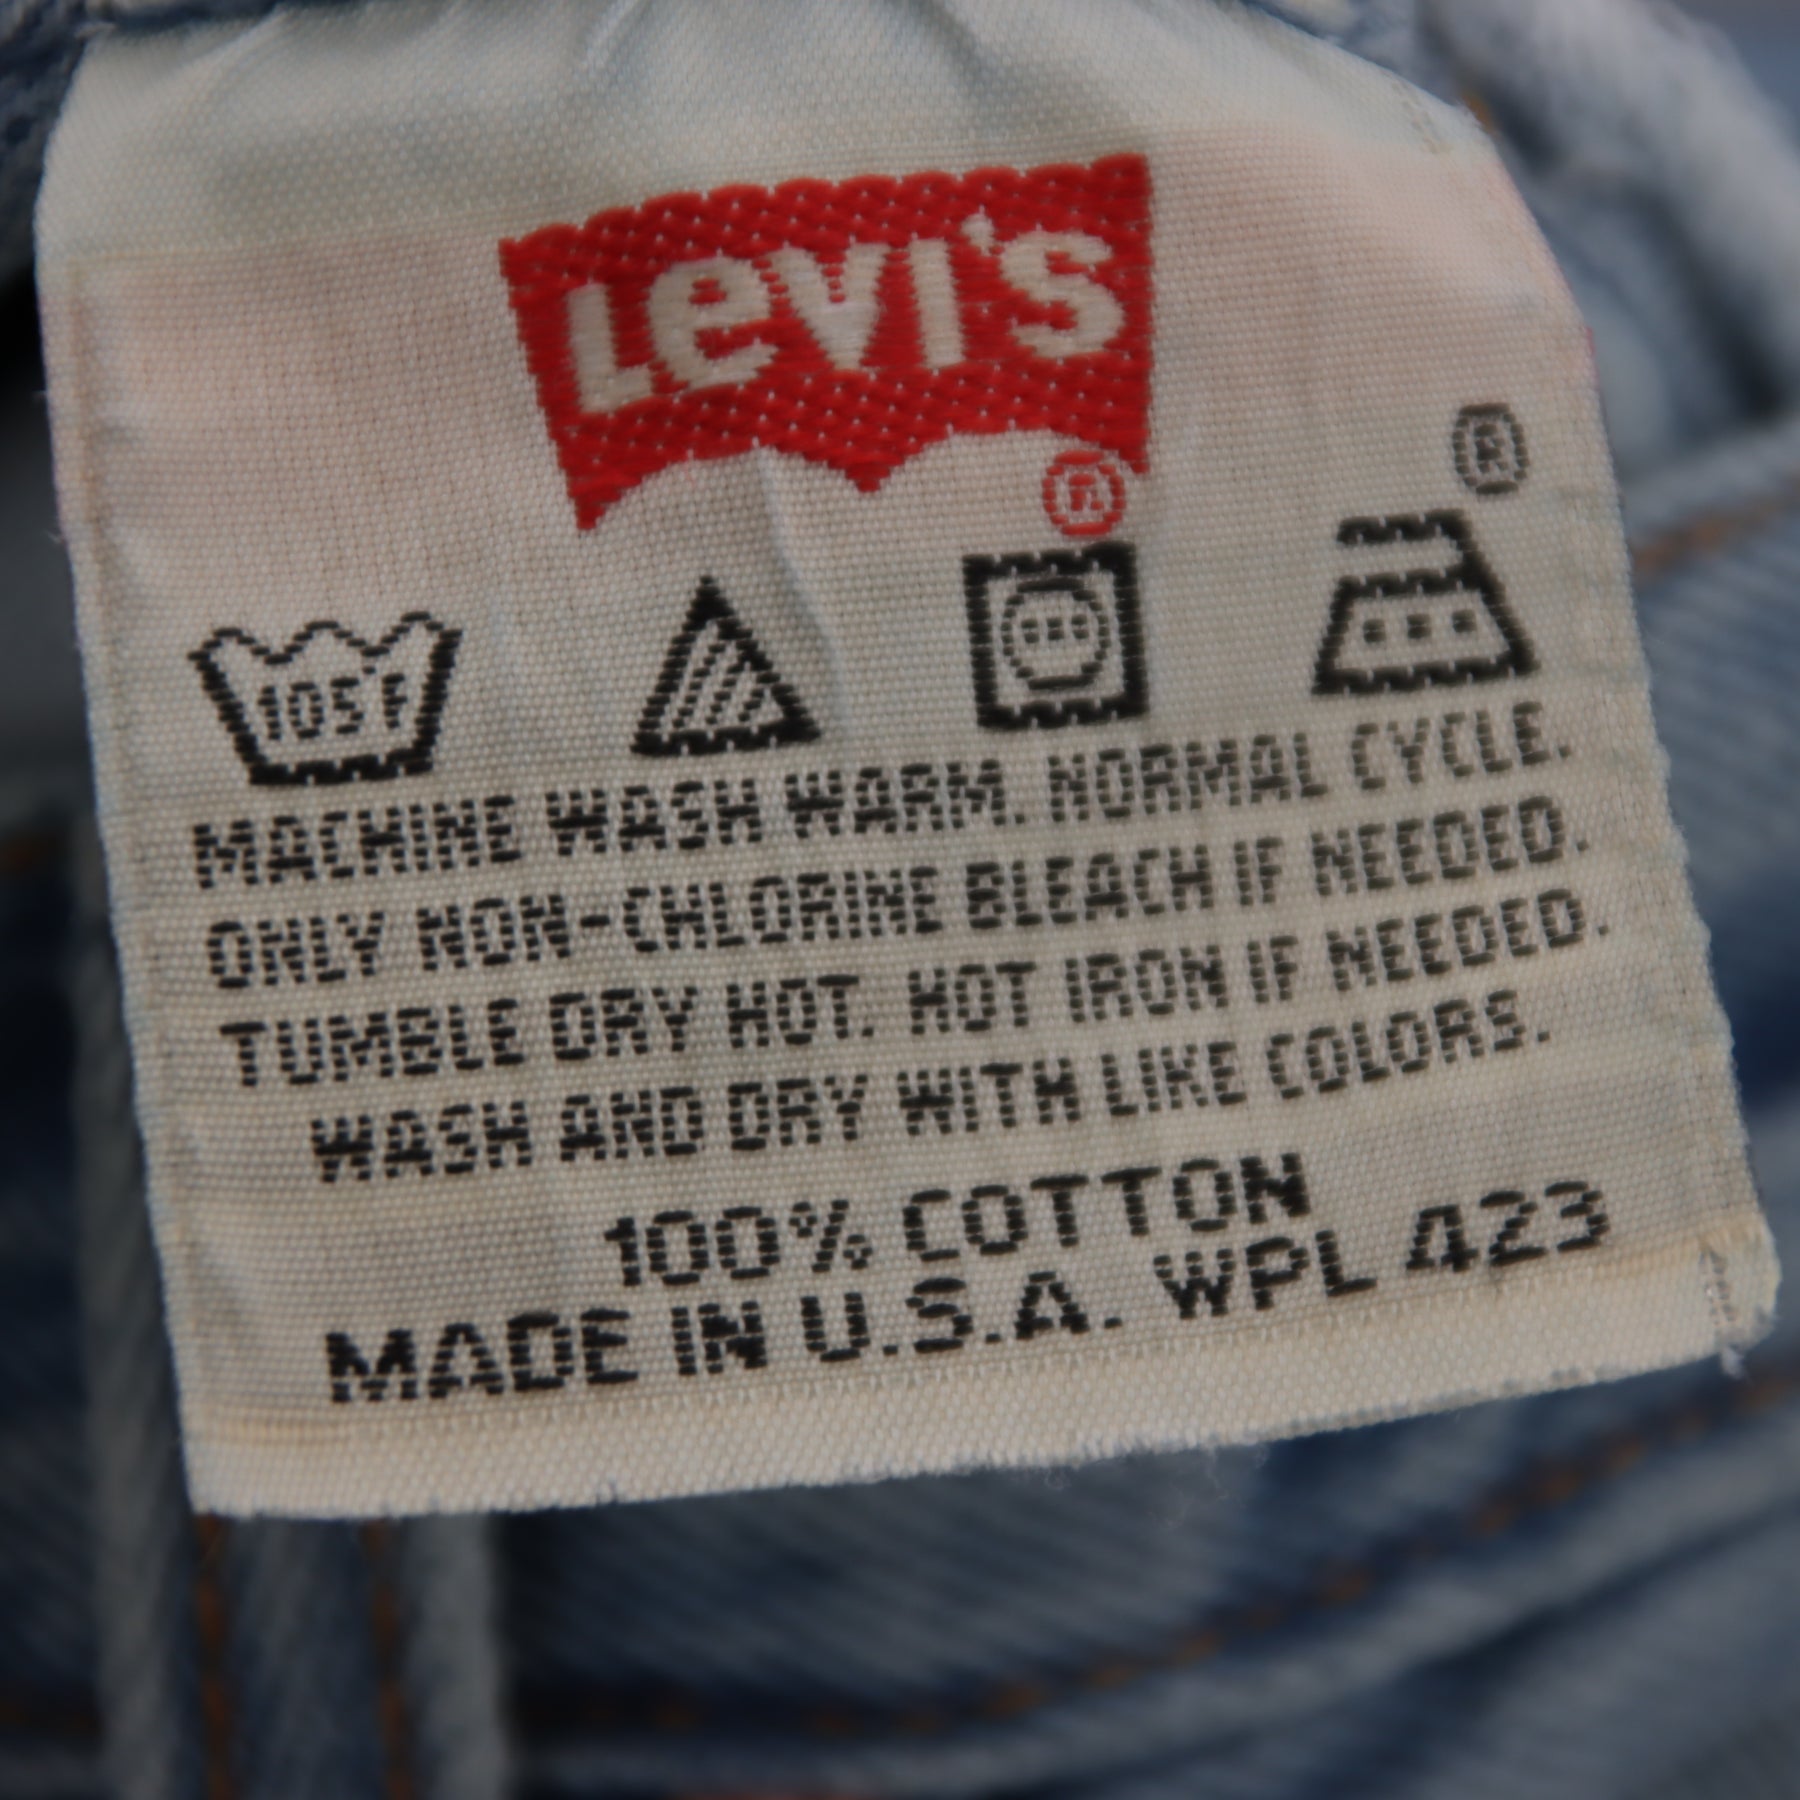 Levi's
®
®
105°F
MACHINE WASH WARM. NORMAL CYCLE.
ONLY NON-CHLORINE BLEACH IF NEEDED.
TUMBLE DRY HOT. HOT IRON IF NEEDED.
WASH AND DRY WITH LIKE COLORS.
100% COTTON
MADE IN U.S.A. WPL 423